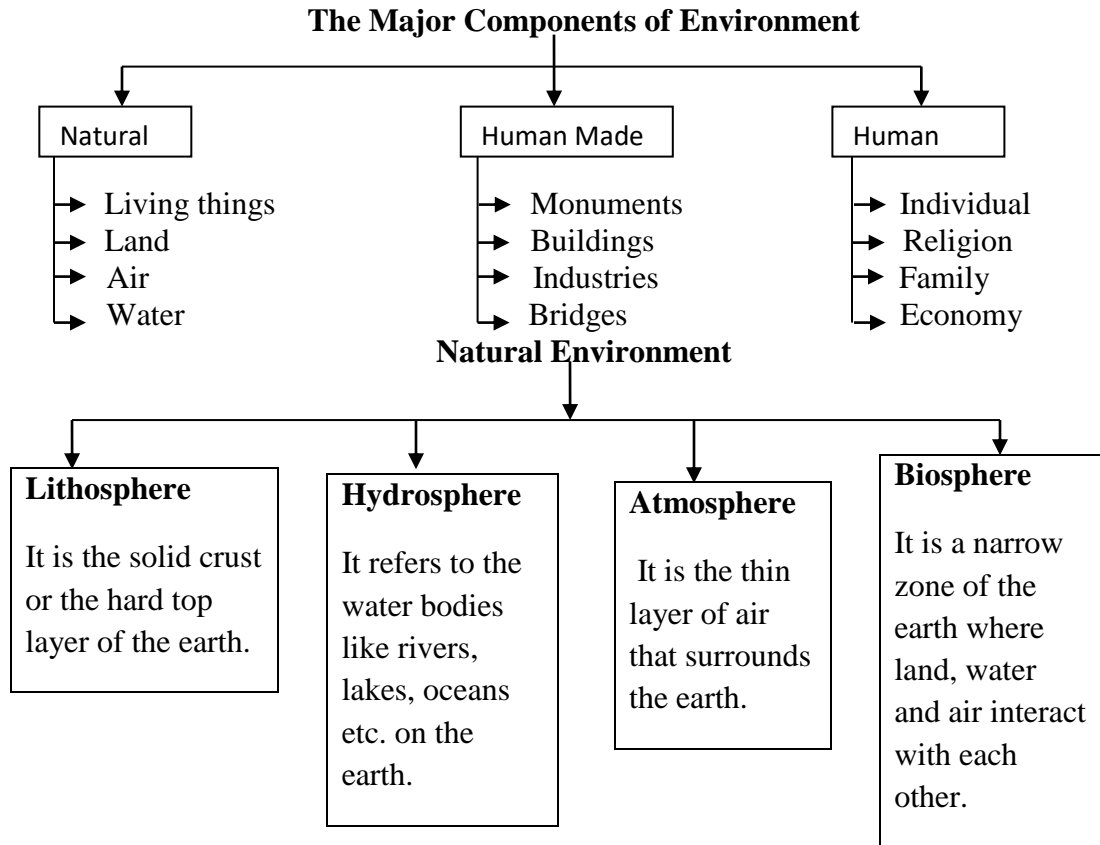 The Major Components of Environment
Natural
Living things
Land
Air
Water
Human Made
Monuments
Buildings
Industries
Bridges
Human
Individual
Religion
Family
Economy
Natural Environment
Lithosphere
It is the solid crust
or the hard top
layer of the earth.
Hydrosphere
It refers to the
water bodies
like rivers,
lakes, oceans
etc. on the
earth.
Atmosphere
It is the thin
layer of air
that surrounds
the earth.
Biosphere
It is a narrow
zone of the
earth where
land, water
and air interact
with each
other.